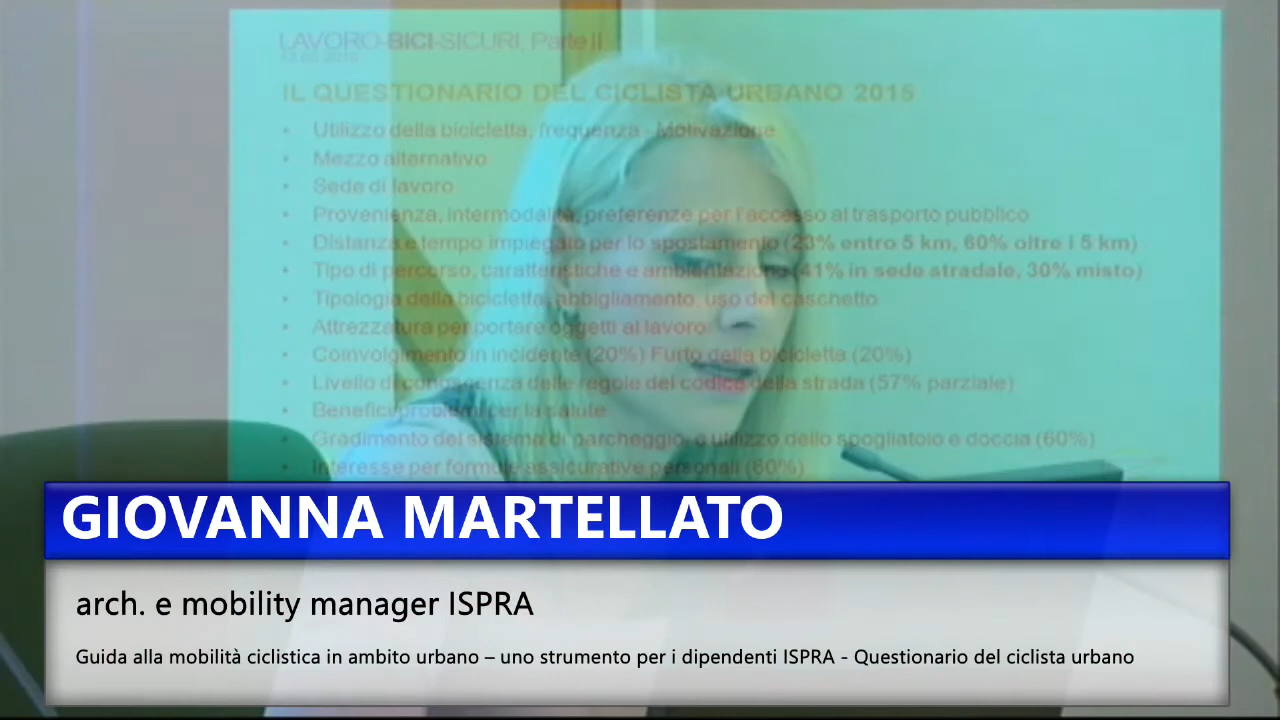 LAVORO-BICI-SICURI, Parte II
IL QUESTIONARIO DEL CICLISTA URBANO 2015
• Utilizzo della bicicletta, frequenza - Motivazione
• Mezzo alternativo
• Sede di lavoro
• Provenienza, intermodalità, preferenze per l'accesso al trasporto pubblico
• Distanza e tempo impiegato per lo spostamento (23% entro 5 km, 60% oltre i 5 km)
• Tipo di percorso, caratteristiche e ambientazione (41% in sede stradale, 30% misto)
• Tipologia della bicicletta, abbigliamento, uso del caschetto
• Attrezzatura per portare oggetti al lavoro
• Coinvolgimento in incidente (20%) Furto della bicicletta (20%)
• Livello di conoscenza delle regole del codice della strada (57% parziale)
• Benefici/problemi per la salute
• Gradimento del sistema di parcheggio, e utilizzo dello spogliatoio e doccia (60%)
• Interesse per formule assicurative personali (60%)
GIOVANNA MARTELLATO
arch. e mobility manager ISPRA
Guida alla mobilità ciclistica in ambito urbano – uno strumento per i dipendenti ISPRA - Questionario del ciclista urbano